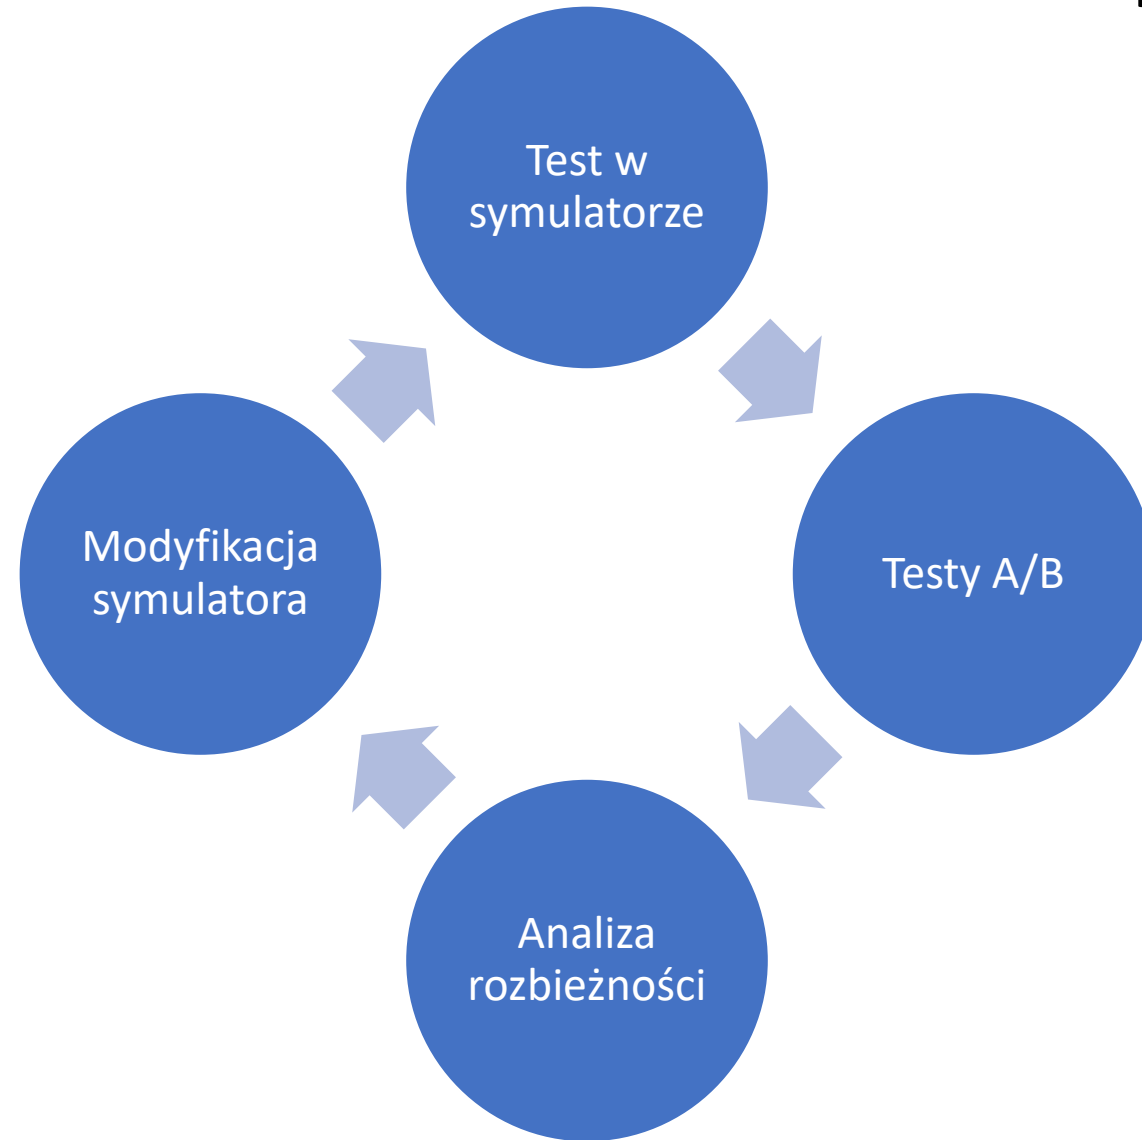 Test w
symulatorze
Testy A/B
Analiza
rozbieżności
Modyfikacja
symulatora